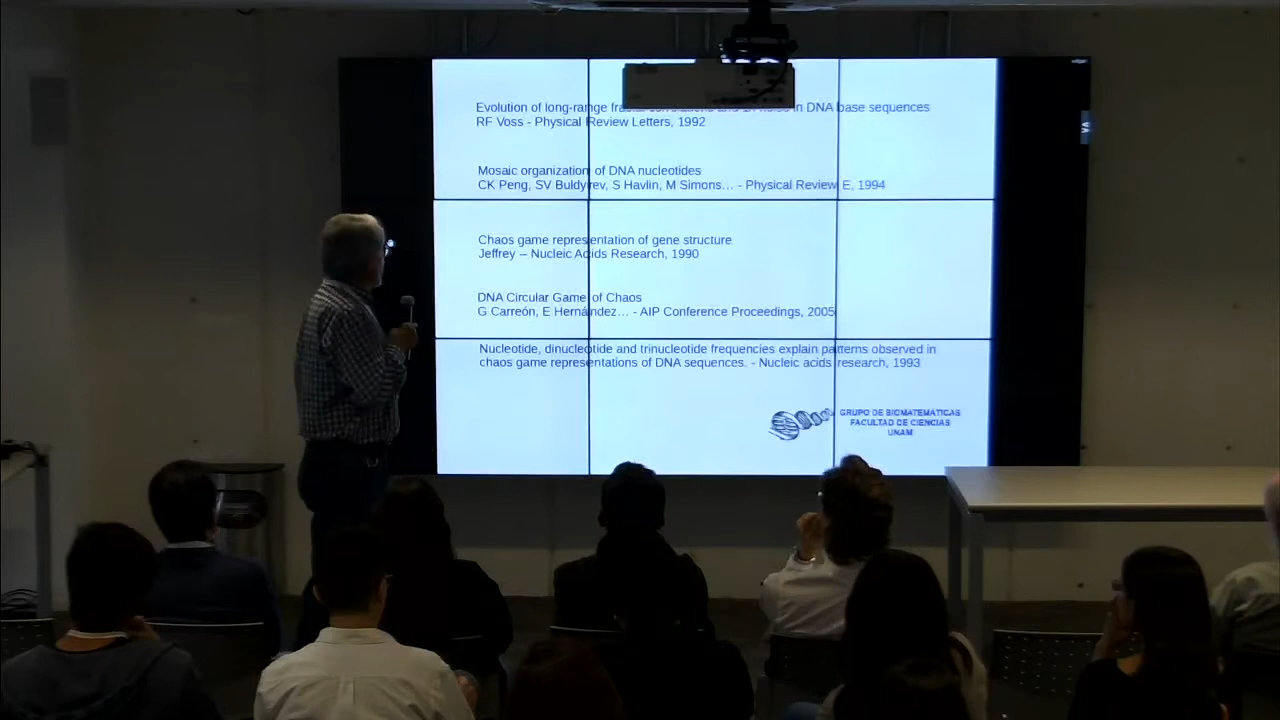 Evolution of long-range in DNA base sequences
RF Voss - Physical Review Letters, 1992
Mosaic organization of DNA nucleotides
CK Peng, SV Buldyrev, S Havlin, M Simons… - Physical Review E, 1994
Chaos game representation of gene structure
Jeffrey – Nucleic Acids Research, 1990
DNA Circular Game of Chaos
G Carreón, E Hernández… - AIP Conference Proceedings, 2005
Nucleotide, dinucleotide and trinucleotide frequencies explain patterns observed in
chaos game representations of DNA sequences. - Nucleic acids research, 1993
GRUPO DE BIOMATEMATICAS
FACULTAD DE CIENCIAS
UNAM